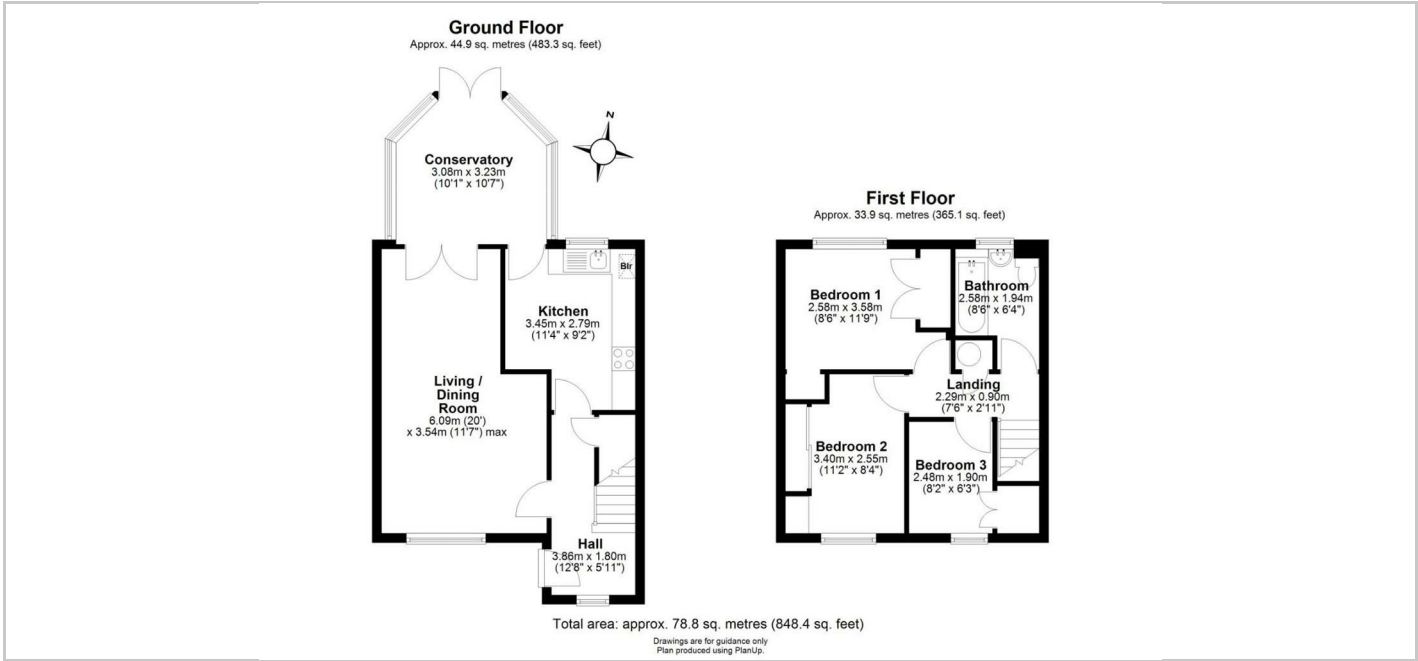 Ground Floor
Approx. 44.9 sq. metres (483.3 sq. feet)
N
Conservatory
3.08m x 3.23m
(10'1" x 10'7")
Blr
Kitchen
3.45m x 2.79m
(11'4" x 9'2")
Living /
Dining
Room
6.09m (20')
x 3.54m (11'7") max
Hall
3.86m x 1.80m
(12'8" x 5'11")
First Floor
Approx. 33.9 sq. metres (365.1 sq. feet)
Bedroom 1
2.58m x 3.58m
(8'6" x 11'9")
Bathroom
2.58m x 1.94m
(8'6" x 6'4")
Landing
2.29m x 0.90m
(7'6" x 2'11")
Bedroom 2
3.40m x 2.55m
(11'2" x 8'4")
Bedroom 3
2.48m x 1.90m
(8'2" x 6'3")
Total area: approx. 78.8 sq. metres (848.4 sq. feet)
Drawings are for guidance only
Plan produced using PlanUp.